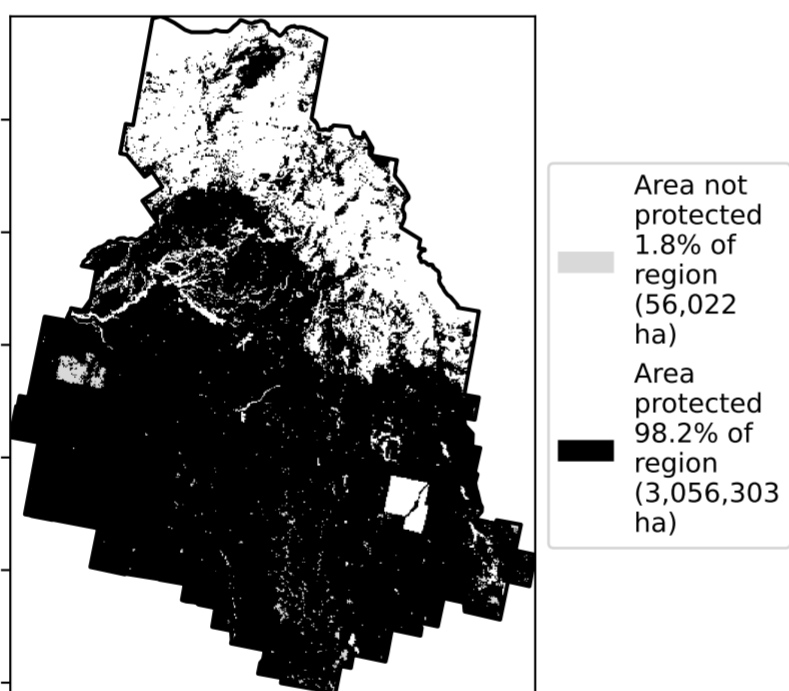 Area not
protected
1.8% of
region
(56,022
ha)
Area
protected
98.2% of
region
(3,056,303
ha)